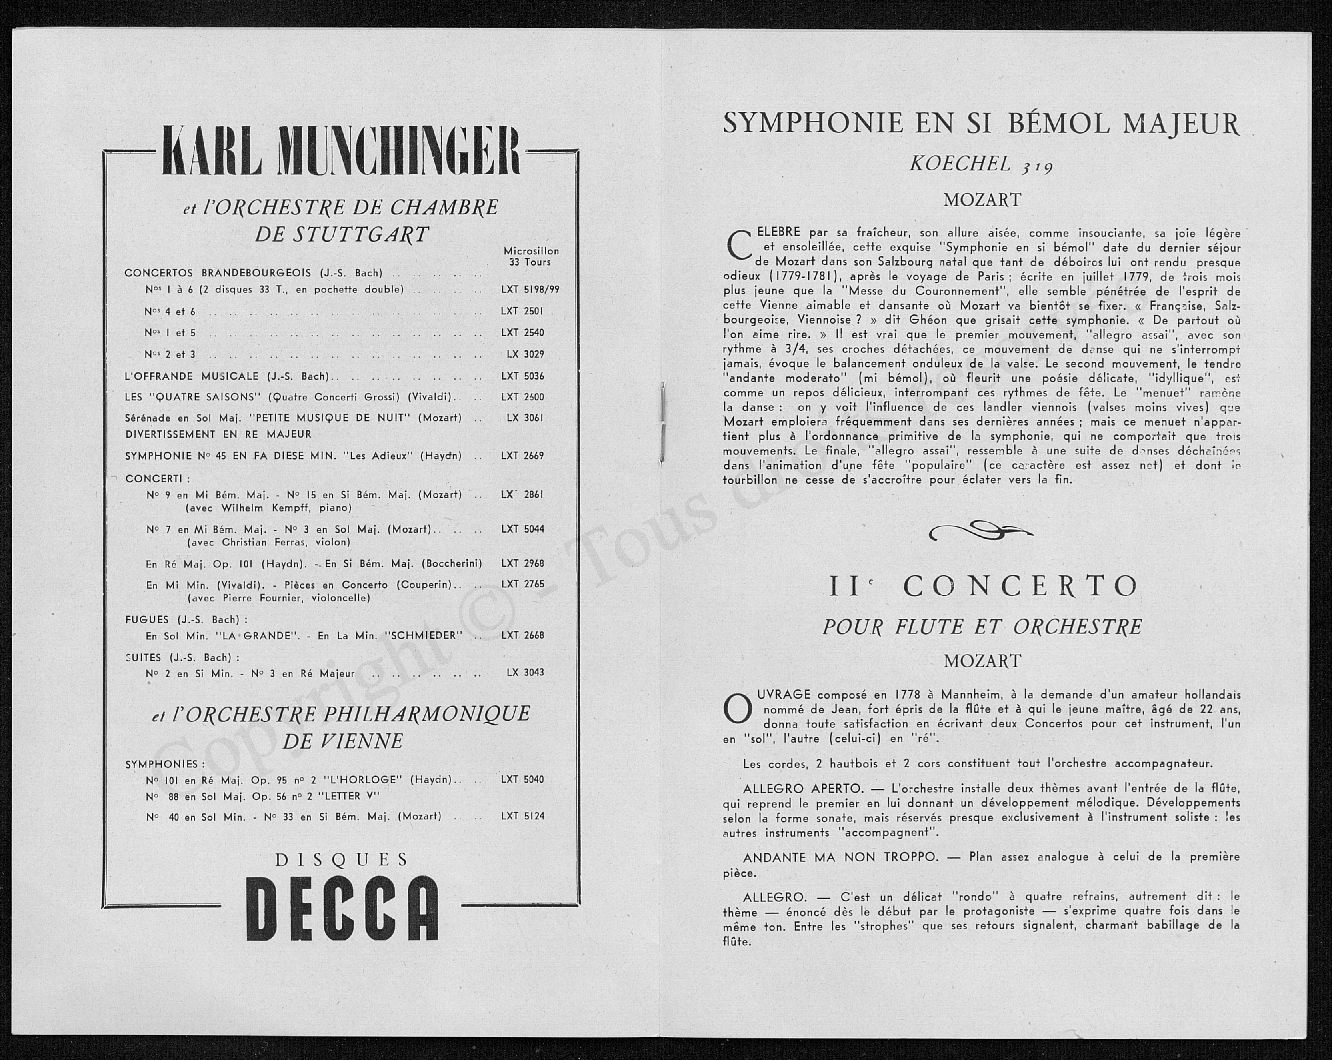 KARL MUNCHINGER
et l'ORCHESTRE DE CHAMBRE
DE STUTTGART
Microsillon
33 Tours
CONCERTOS BRANDEBOURGEOIS (J.-S. Bach) .. .. .. .. ..
Nos 1 à 6 (2 disques 33 T., en pochette double) .. .. .. .. LXT 5198/99
Nos 4 et 6 .. .. .. .. .. .. .. .. .. .. .. .. LXT 2501
Nos 1 et 5 .. .. .. .. .. .. .. .. .. .. .. .. LXT 2540
Nos 2 et 3 .. .. .. .. .. .. .. .. .. .. .. .. LX 3029
L'OFFRANDE MUSICALE (J.-S. Bach).. .. .. .. .. .. .. .. LXT 5036
LES "QUATRE SAISONS" (Quatre Concerti Grossi) (Vivaldi).. .. LXT 2600
Sérénade en Sol Maj. "PETITE MUSIQUE DE NUIT" (Mozart) .. LX 3061
DIVERTISSEMENT EN RE MAJEUR
SYMPHONIE No 45 EN FA DIESE MIN. "Les Adieux" (Haydn) .. LXT 2669
CONCERTI :
No 9 en Mi Bém. Maj. - No 15 en Si Bém. Maj. (Mozart) .. LX 2861
(avec Wilhelm Kempff, piano)
No 7 en Mi Bém. Maj. - No 3 en Sol Maj. (Mozart).. .. .. LXT 5044
(avec Christian Ferras, violon)
En Ré Maj. Op. 101 (Haydn). - En Si Bém. Maj. (Boccherini) LXT 2968
En Mi Min. (Vivaldi). - Pièces en Concerto (Couperin).. .. LXT 2765
(avec Pierre Fournier, violoncelle)
FUGUES (J.-S. Bach) :
En Sol Min. "LA GRANDE". - En La Min. "SCHMIEDER" .. LXT 2668
SUITES (J.-S. Bach) :
No 2 en Si Min. - No 3 en Ré Majeur .. .. .. .. .. .. .. LX 3043
et l'ORCHESTRE PHILHARMONIQUE
DE VIENNE
SYMPHONIES :
No 101 en Ré Maj. Op. 95 no 2 "L'HORLOGE" (Haydn).. .. LXT 5040
No 88 en Sol Maj. Op. 56 no 2 "LETTER V"
No 40 en Sol Min. - No 33 en Si Bém. Maj. (Mozart) .. .. LXT 5124
DISQUES
DECCA
SYMPHONIE EN SI BÉMOL MAJEUR
KOECHEL 319
MOZART
CELEBRE par sa fraîcheur, son allure aisée, comme insouciante, sa joie légère
et ensoleillée, cette exquise "Symphonie en si bémol" date du dernier séjour
de Mozart dans son Salzbourg natal que tant de déboires lui ont rendu presque
odieux (1779-1781), après le voyage de Paris ; écrite en juillet 1779, de trois mois
plus jeune que la "Messe du Couronnement", elle semble pénétrée de l'esprit de
cette Vienne aimable et dansante où Mozart va bientôt se fixer. « Française, Salz-
bourgeoise, Viennoise ? » dit Ghéon que grisait cette symphonie. « De partout où
l'on aime rire. » Il est vrai que le premier mouvement, "allegro assai", avec son
rythme à 3/4, ses croches détachées, ce mouvement de danse qui ne s'interrompt
jamais, évoque le balancement onduleux de la valse. Le second mouvement, le tendre
"andante moderato" (mi bémol), où fleurit une poésie délicate, "idyllique", est
comme un repos délicieux, interrompant ces rythmes de fête. Le "menuet" ramène
la danse : on y voit l'influence de ces landler viennois (valses moins vives) que
Mozart emploiera fréquemment dans ses dernières années ; mais ce menuet n'appar-
tient plus à l'ordonnance primitive de la symphonie, qui ne comportait que trois
mouvements. Le finale, "allegro assai", ressemble à une suite de danses déchaînées
dans l'animation d'une fête "populaire" (ce caractère est assez net) et dont le
tourbillon ne cesse de s'accroître pour éclater vers la fin.
IIe CONCERTO
POUR FLUTE ET ORCHESTRE
MOZART
OUVRAGE composé en 1778 à Mannheim, à la demande d'un amateur hollandais
nommé de Jean, fort épris de la flûte et à qui le jeune maître, âgé de 22 ans,
donna toute satisfaction en écrivant deux Concertos pour cet instrument, l'un
en "sol", l'autre (celui-ci) en "ré".
Les cordes, 2 hautbois et 2 cors constituent tout l'orchestre accompagnateur.
ALLEGRO APERTO. — L'orchestre installe deux thèmes avant l'entrée de la flûte,
qui reprend le premier en lui donnant un développement mélodique. Développements
selon la forme sonate, mais réservés presque exclusivement à l'instrument soliste : les
autres instruments "accompagnent".
ANDANTE MA NON TROPPO. — Plan assez analogue à celui de la première
pièce.
ALLEGRO. — C'est un délicat "rondo" à quatre refrains, autrement dit : le
thème — énoncé dès le début par le protagoniste — s'exprime quatre fois dans le
même ton. Entre les "strophes" que ses retours signalent, charmant babillage de la
flûte.
Copyright © - Tous